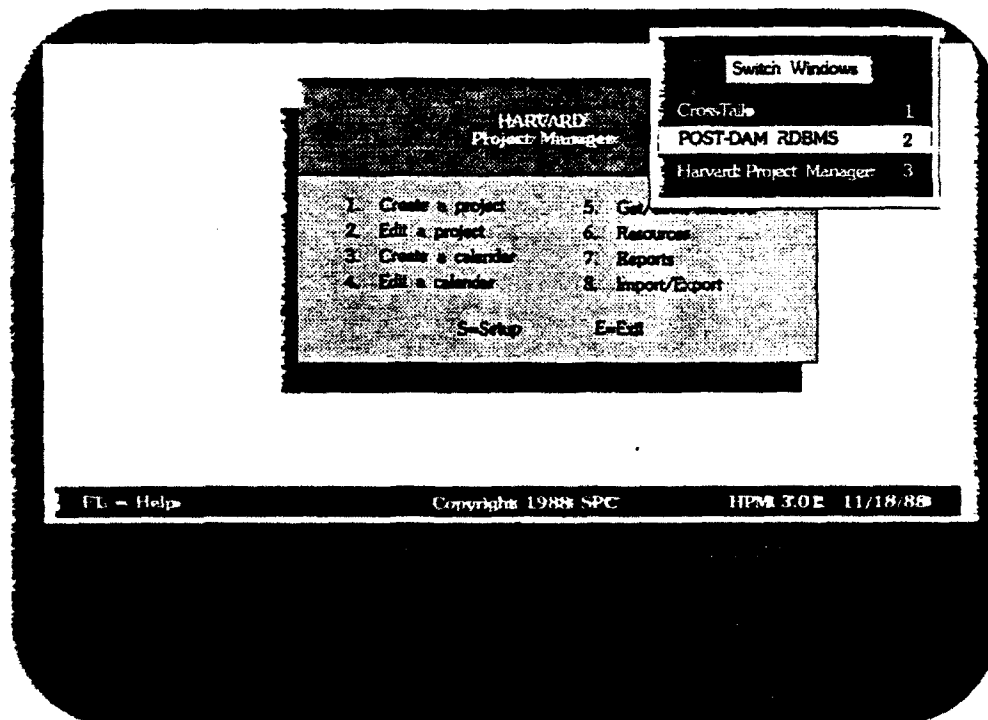 Switch Windows
Cross-Talk 1
POST-DAM RDBMS 2
Harvard Project Manager 3
HARVARD
Project Manager
1. Create a project
2. Edit a project
3. Create a calendar
4. Edit a calendar
5.
6. Resources
7. Reports
8. Import/Export
S=Setup E=Exit
F1 = Help Copyright 1988 SPC HPM 3.01 11/18/88